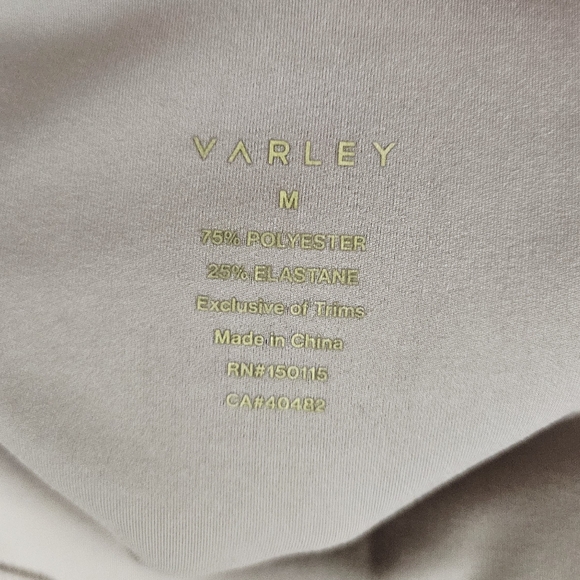 VARLEY
M
75% POLYESTER
25% ELASTANE
Exclusive of Trims
Made in China
RN#150115
CA#40482